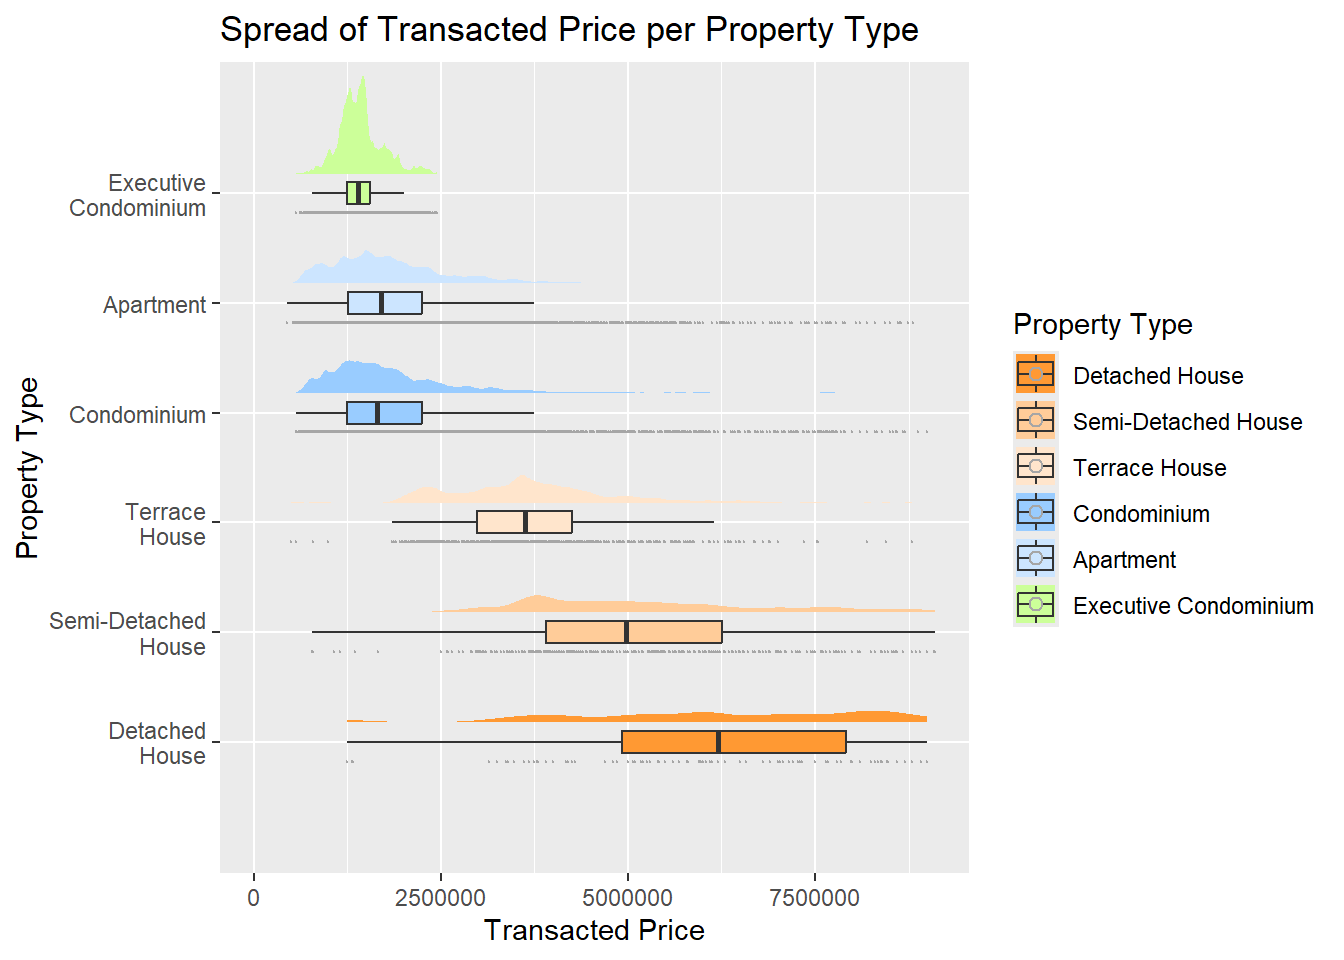 Spread of Transacted Price per Property Type
Property Type
Executive
Condominium
Apartment
Condominium
Terrace
House
Semi-Detached
House
Detached
House
0
2500000
5000000
7500000
Transacted Price
Property Type
Detached House
Semi-Detached House
Terrace House
Condominium
Apartment
Executive Condominium